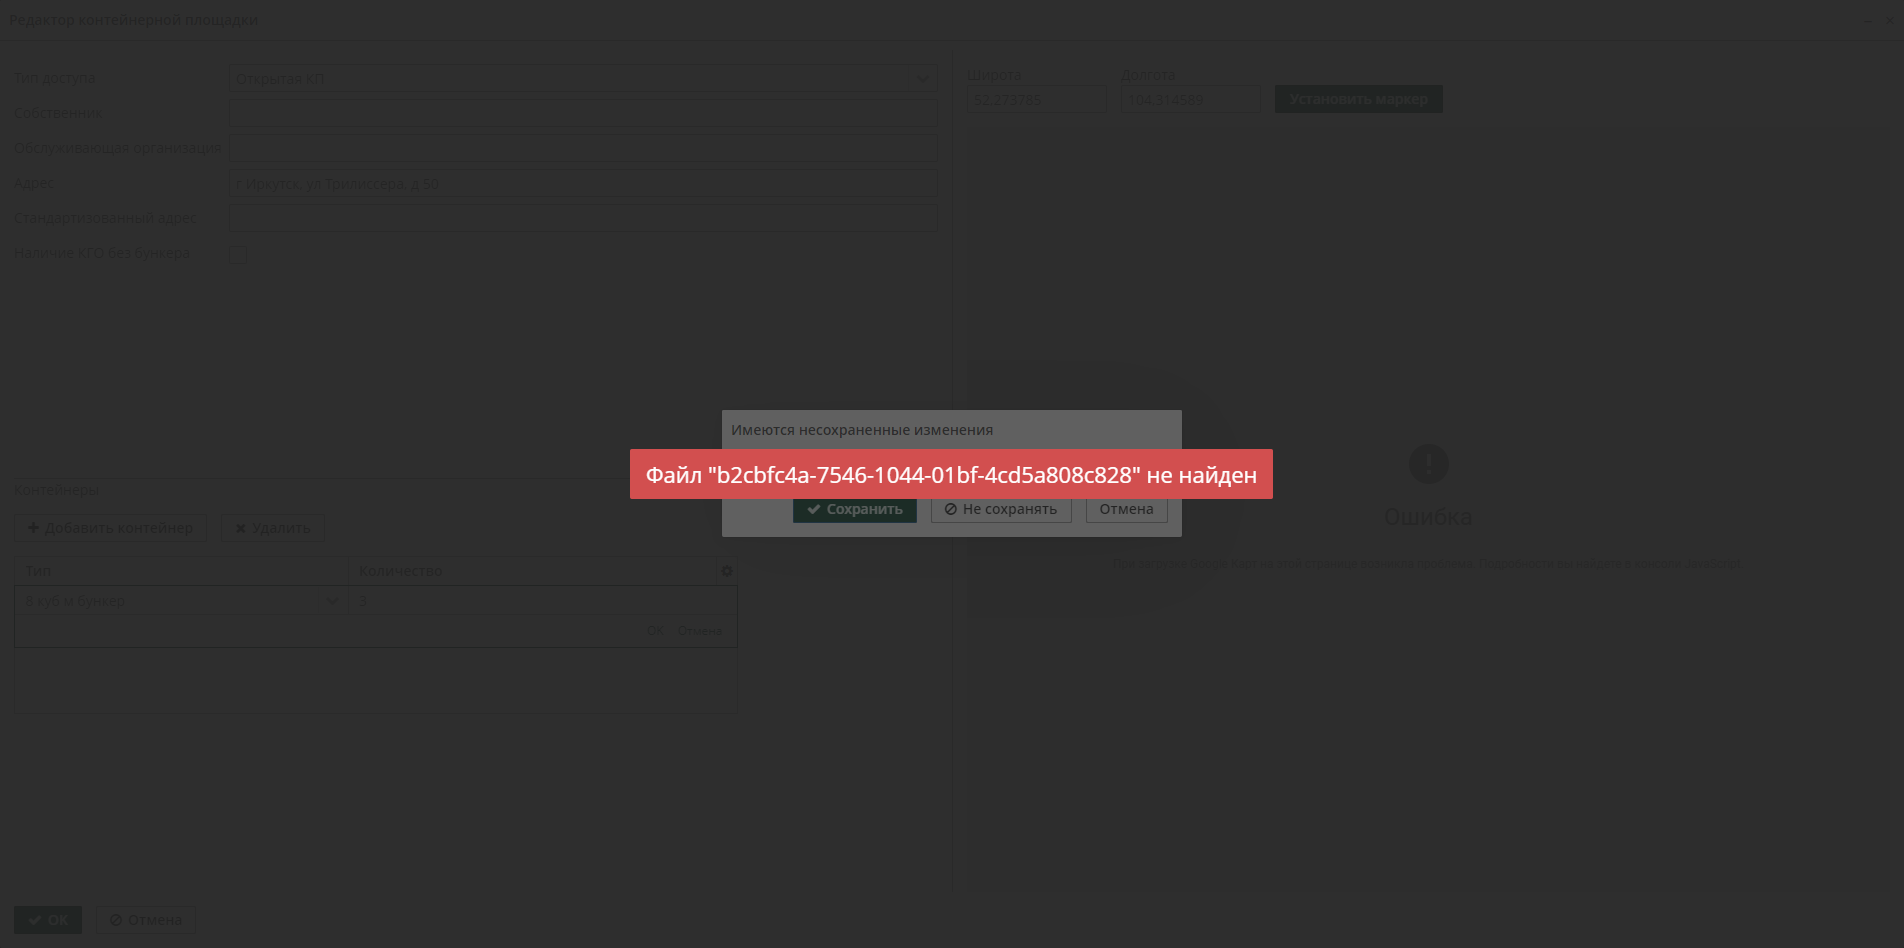 Редактор контейнерной площадки
Тип доступа
Открытая КП
Собственник
Обслуживающая организация
Адрес
г Иркутск, ул Трилиссера, д 50
Стандартизованный адрес
Наличие КГО без бункера
Широта
Долгота
52,273785
104,314589
Установить маркер
Имеются несохраненные изменения
Файл "b2cbfc4a-7546-1044-01bf-4cd5a808c828" не найден
Сохранить
Не сохранять
Отмена
Ошибка
При загрузке Google Карт на этой странице возникла проблема. Подробности вы найдете в консоли JavaScript.
Контейнеры
Добавить контейнер
Удалить
Тип
Количество
8 куб м бункер
3
OK
Отмена
OK
Отмена